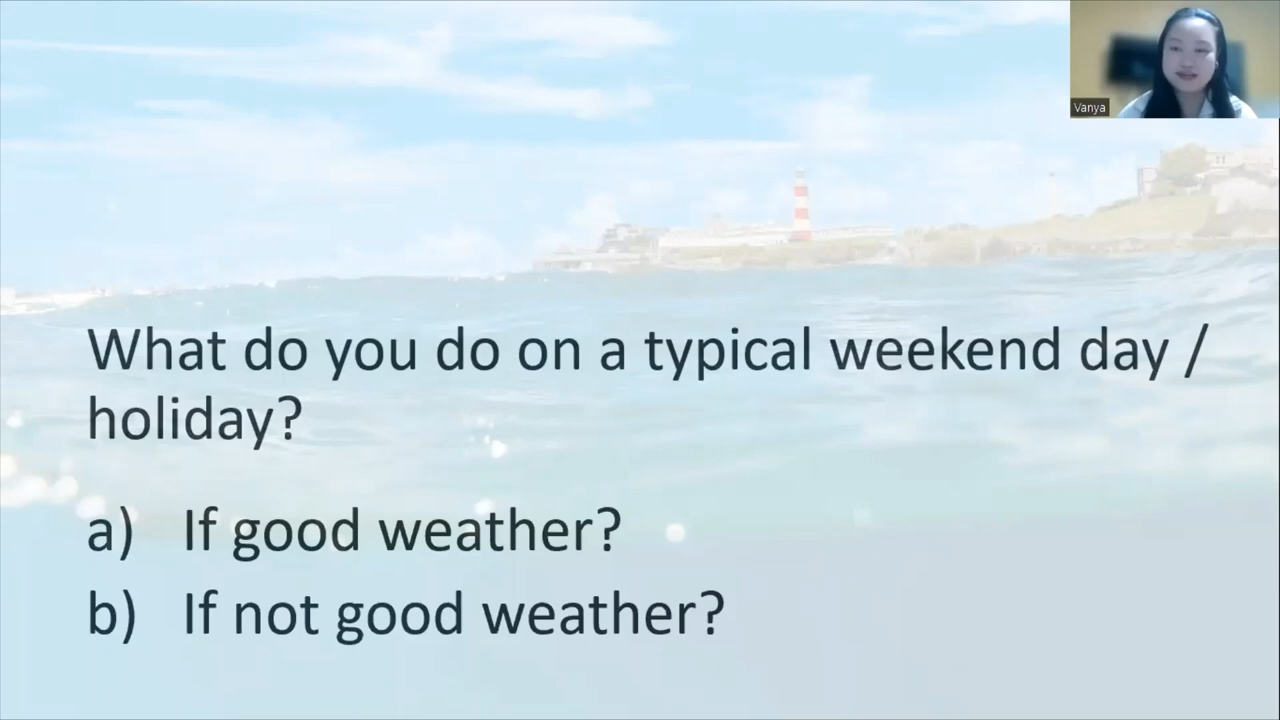 Vanya
What do you do on a typical weekend day /
holiday?
a) If good weather?
b) If not good weather?